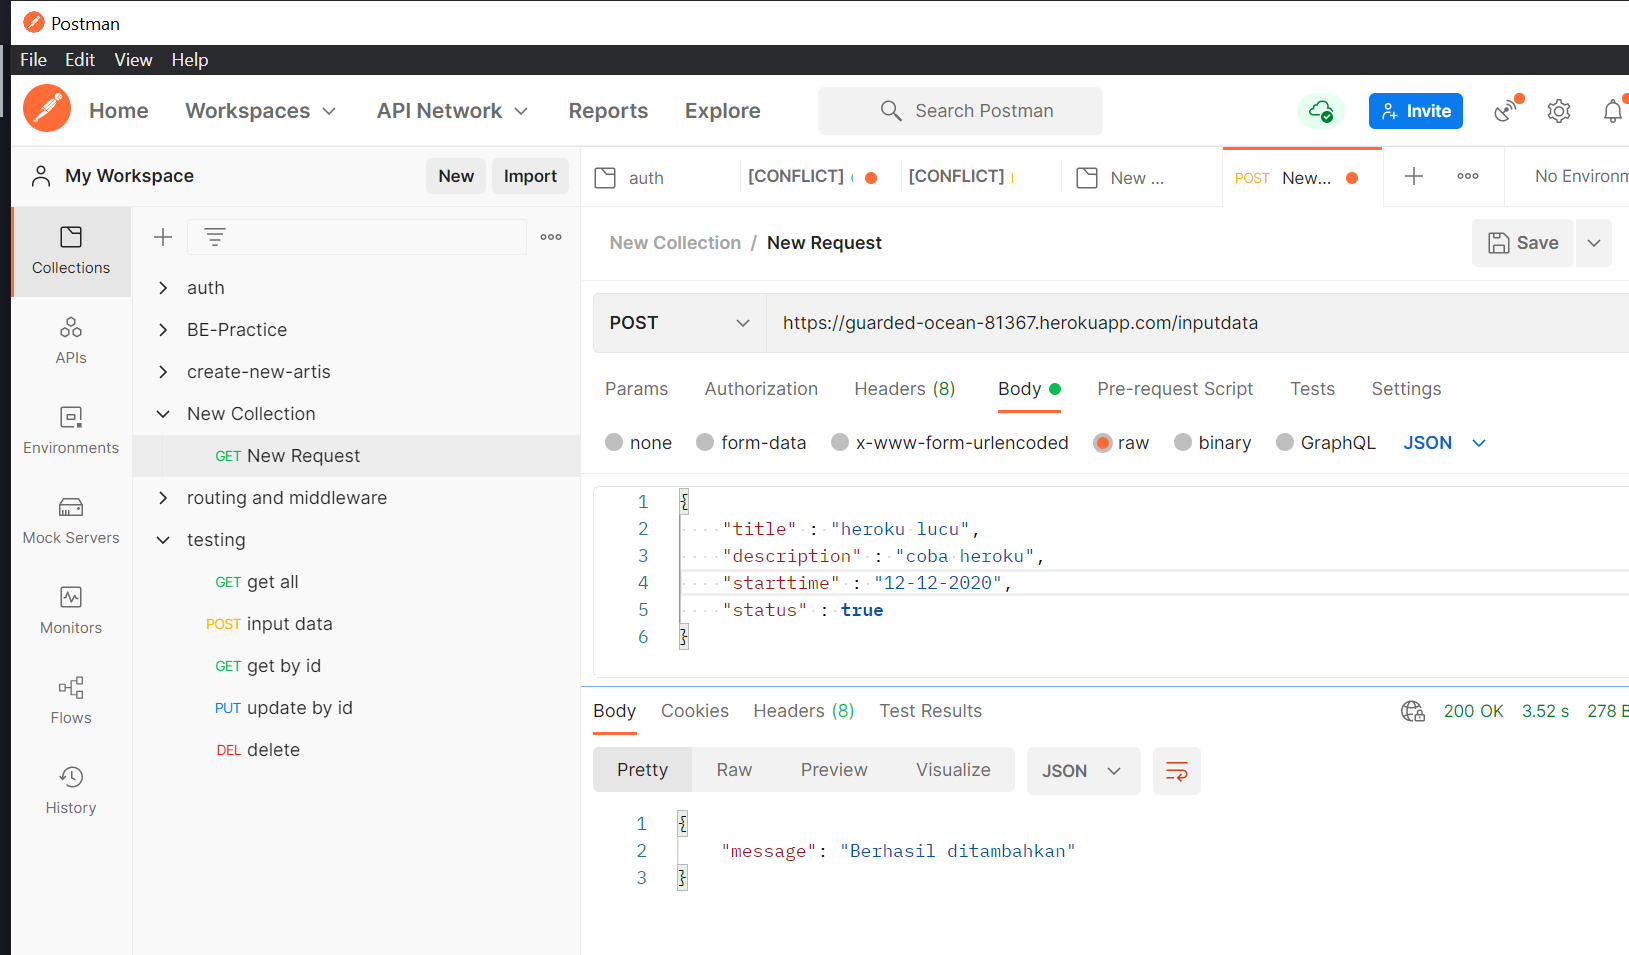 Postman
File Edit View Help
Home Workspaces API Network Reports Explore Search Postman Invite
My Workspace New Import
auth [CONFLICT] [CONFLICT] New ... POST New... No Environm
Collections
APIs
Environments
Mock Servers
Monitors
Flows
History
auth
BE-Practice
create-new-artis
New Collection
GET New Request
routing and middleware
testing
GET get all
POST input data
GET get by id
PUT update by id
DEL delete
New Collection / New Request Save
POST https://guarded-ocean-81367.herokuapp.com/inputdata
Params Authorization Headers (8) Body Pre-request Script Tests Settings
none form-data x-www-form-urlencoded raw binary GraphQL JSON
1 {
2 "title" : "heroku lucu",
3 "description" : "coba heroku",
4 "starttime" : "12-12-2020",
5 "status" : true
6 }
Body Cookies Headers (8) Test Results 200 OK 3.52 s 278 B
Pretty Raw Preview Visualize JSON
1 {
2 "message": "Berhasil ditambahkan"
3 }